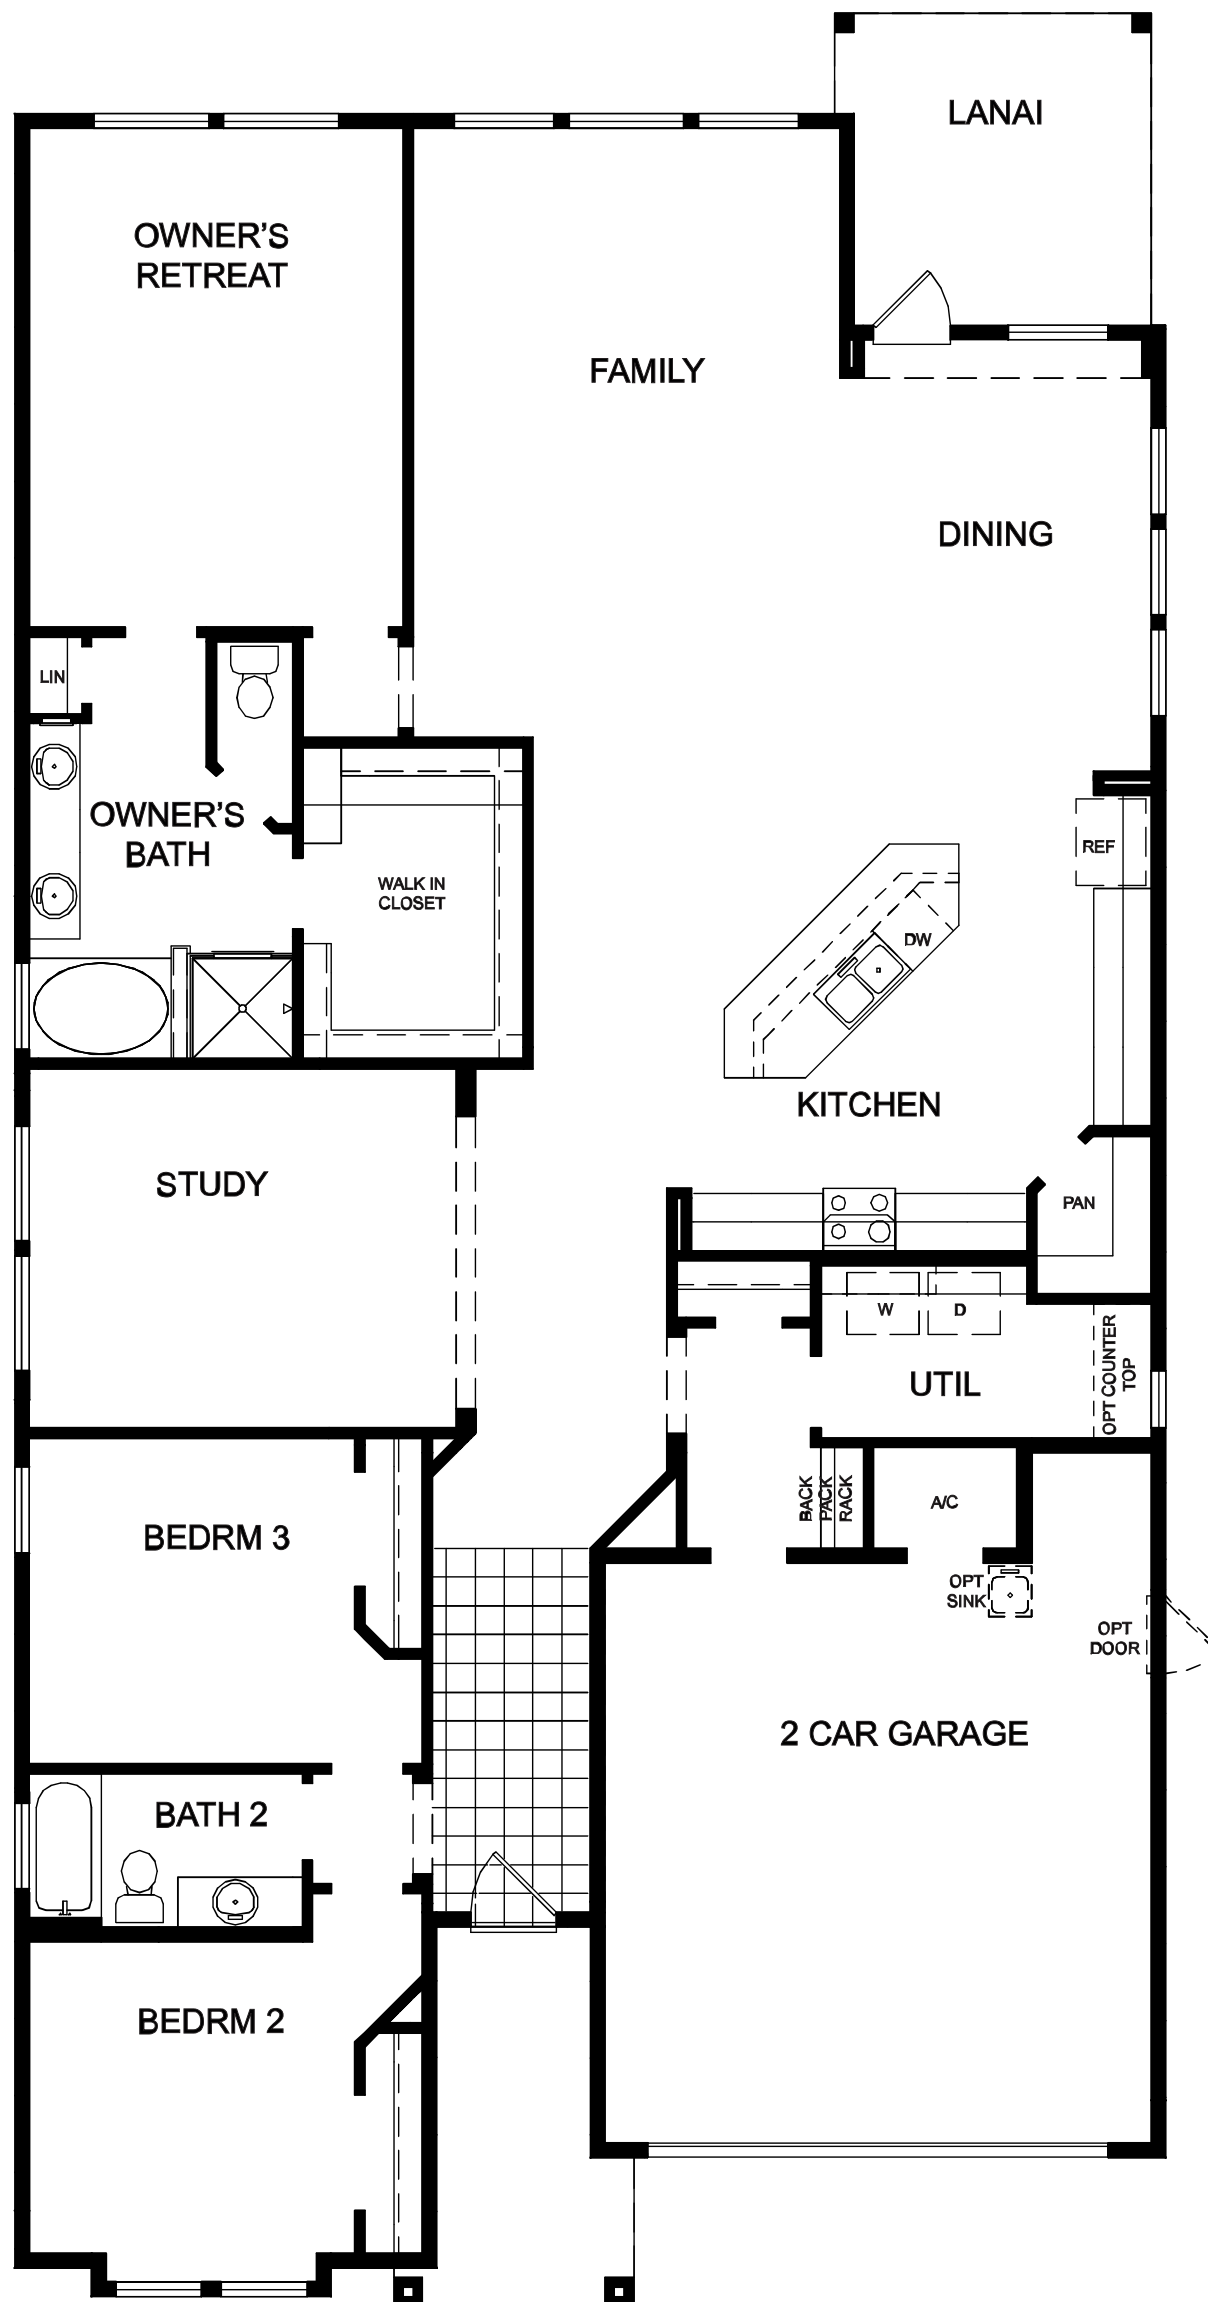 LANAI
OWNER'S
RETREAT
FAMILY
DINING
LIN
OWNER'S
BATH
REF
WALK IN
CLOSET
DW
KITCHEN
STUDY
PAN
W
D
UTIL
OPT COUNTER
TOP
BACK
PACK
RACK
A/C
BEDRM 3
OPT
SINK
OPT
DOOR
2 CAR GARAGE
BATH 2
BEDRM 2